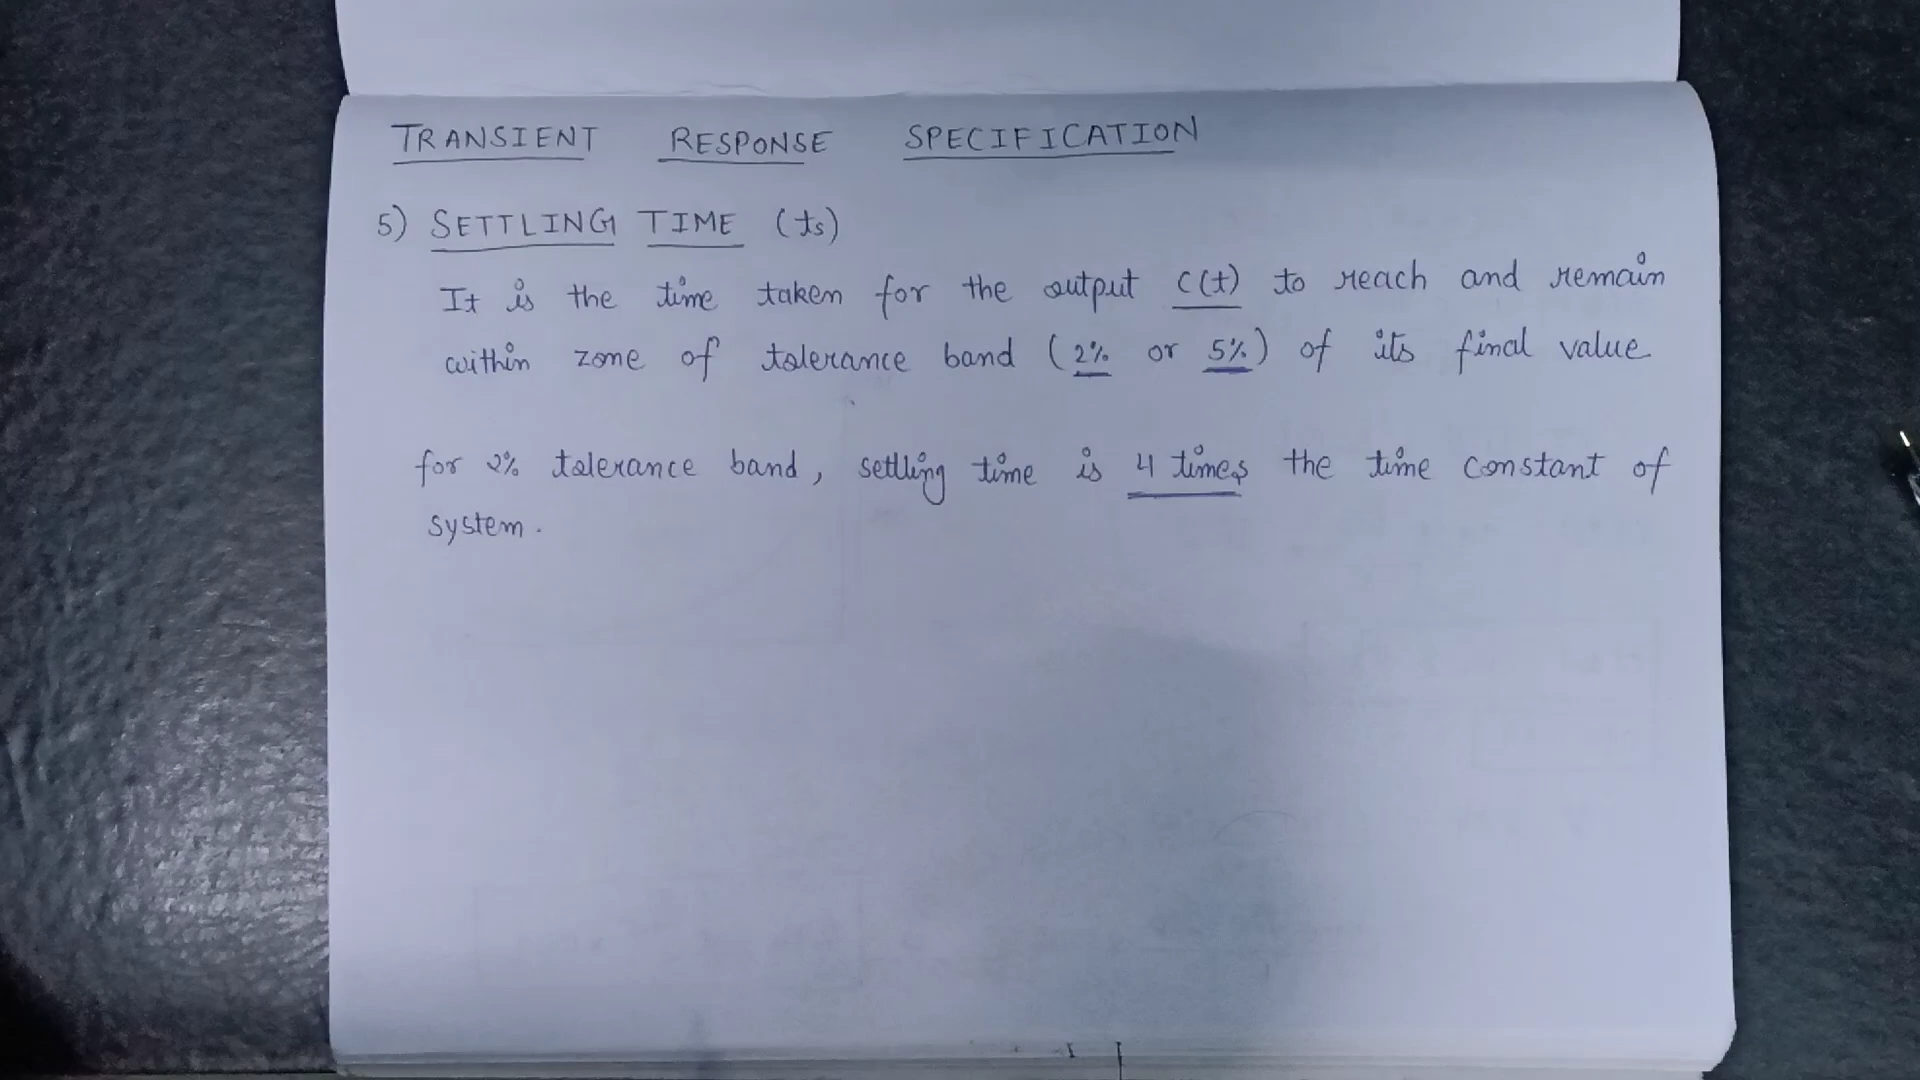 TRANSIENT RESPONSE SPECIFICATION
5) SETTLING TIME (ts)
It is the time taken for the output c(t) to reach and remain
within zone of tolerance band (2% or 5%) of its final value
for 2% tolerance band, settling time is 4 times the time constant of
system.